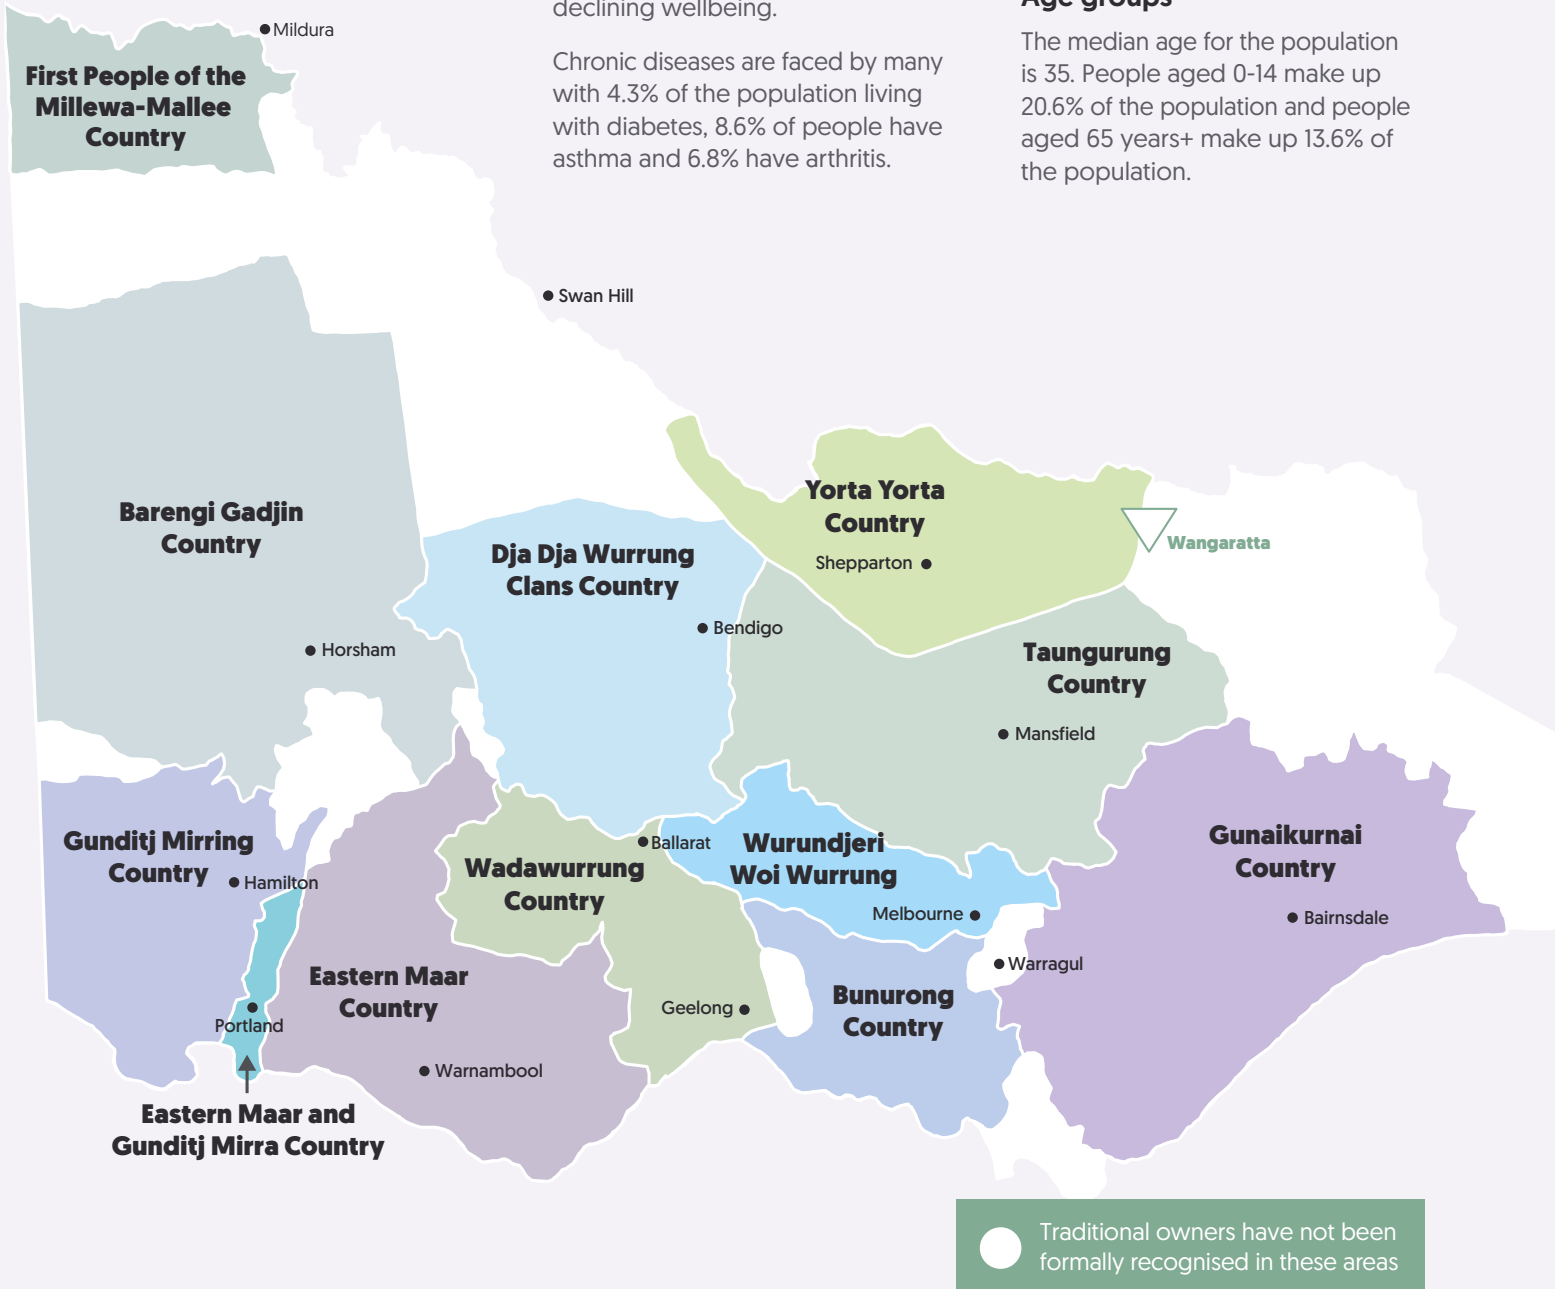 declining wellbeing.
Chronic diseases are faced by many
with 4.3% of the population living
with diabetes, 8.6% of people have
asthma and 6.8% have arthritis.
Age groups
The median age for the population
is 35. People aged 0-14 make up
20.6% of the population and people
aged 65 years+ make up 13.6% of
the population.
Mildura
First People of the
Millewa-Mallee
Country
Swan Hill
Barengi Gadjin
Country
Horsham
Dja Dja Wurrung
Clans Country
Bendigo
Yorta Yorta
Country
Shepparton
Wangaratta
Taungurung
Country
Mansfield
Gunditj Mirring
Country
Hamilton
Wadawurrung
Country
Ballarat
Wurundjeri
Woi Wurrung
Melbourne
Gunaikurnai
Country
Bairnsdale
Eastern Maar
Country
Portland
Geelong
Bunurong
Country
Warragul
Warnambool
Eastern Maar and
Gunditj Mirra Country
Traditional owners have not been
formally recognised in these areas